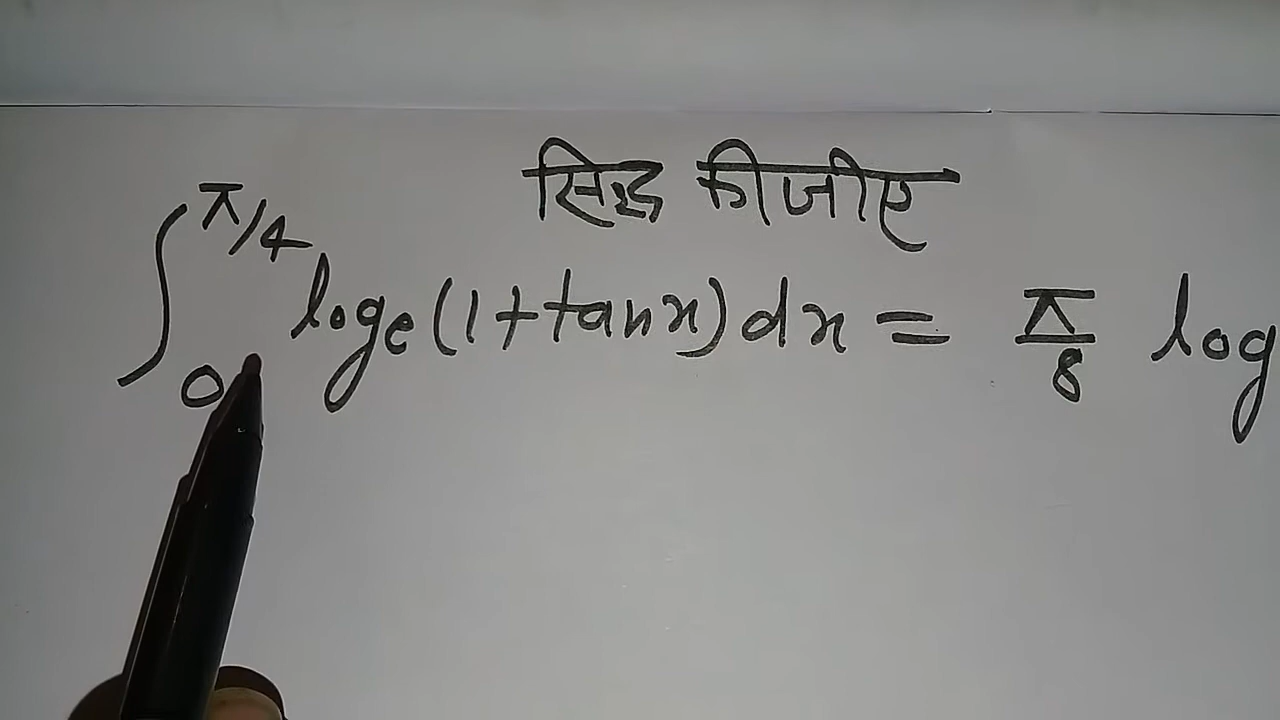 सिद्ध कीजीए
∫₀^π/4 logₑ(1+tanx)dx = π/8 log